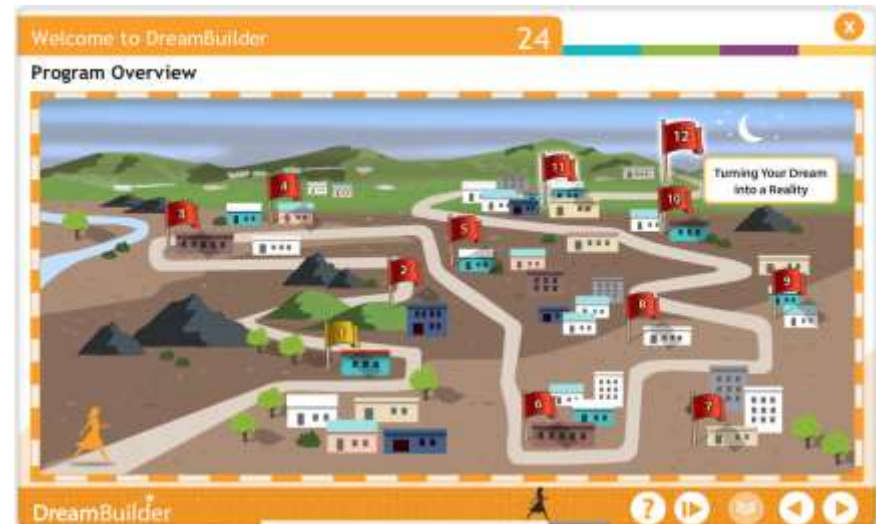 Welcome to DreamBuilder
24
X
Program Overview
12
11
Turning Your Dream
into a Reality
4
10
3
5
2
9
8
1
6
7
DreamBuilder
?